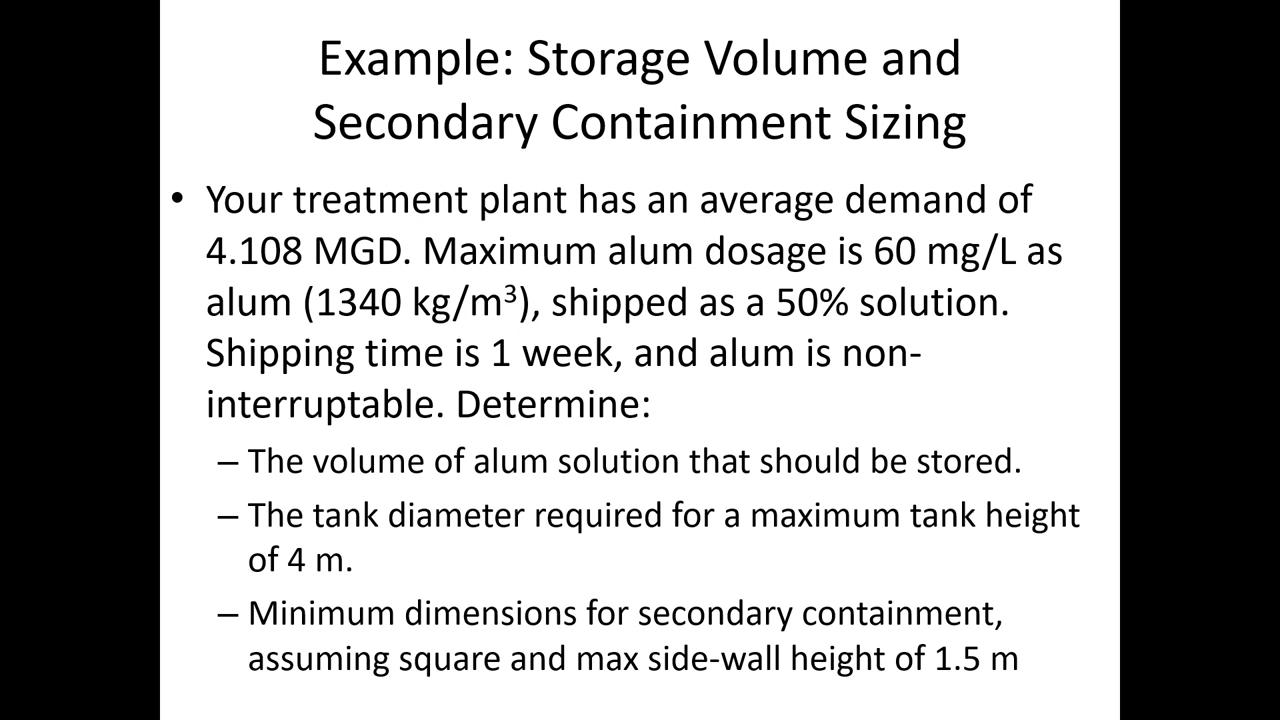 Example: Storage Volume and
Secondary Containment Sizing
• Your treatment plant has an average demand of
4.108 MGD. Maximum alum dosage is 60 mg/L as
alum (1340 kg/m³), shipped as a 50% solution.
Shipping time is 1 week, and alum is non-
interruptable. Determine:
– The volume of alum solution that should be stored.
– The tank diameter required for a maximum tank height
of 4 m.
– Minimum dimensions for secondary containment,
assuming square and max side-wall height of 1.5 m